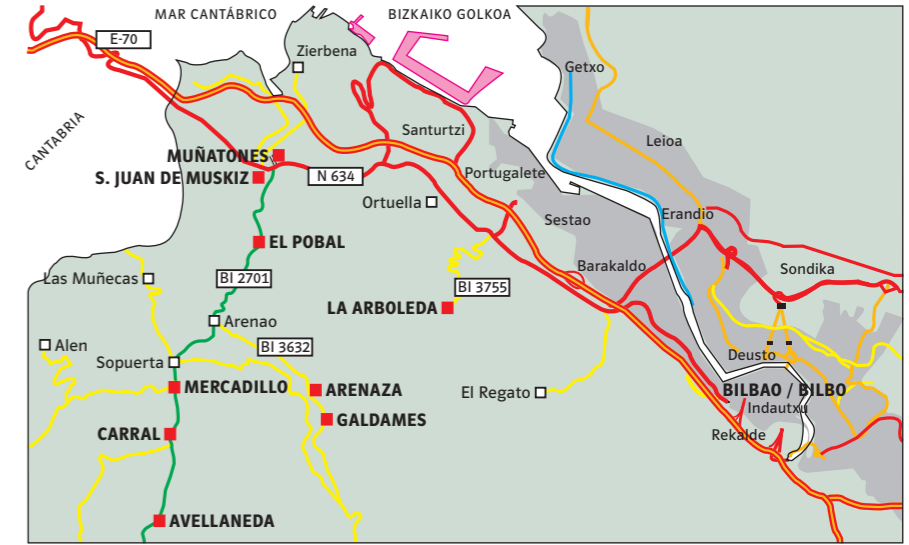 MAR CANTÁBRICO
BIZKAIKO GOLKOA
E-70
Zierbena
Getxo
CANTABRIA
Santurtzi
Leioa
MUÑATONES
S. JUAN DE MUSKIZ
N 634
Portugalete
Ortuella
Sestao
Erandio
EL POBAL
Barakaldo
Sondika
Las Muñecas
BI 2701
BI 3755
LA ARBOLEDA
Arenao
Alen
BI 3632
Sopuerta
Deusto
MERCADILLO
ARENAZA
El Regato
BILBAO / BILBO
Indautxu
GALDAMES
CARRAL
Rekalde
AVELLANEDA